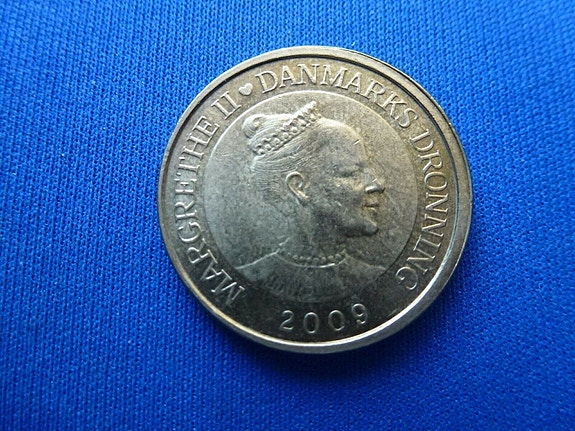 MARGRETHE II ♥ DANMARKS DRONNING
2009